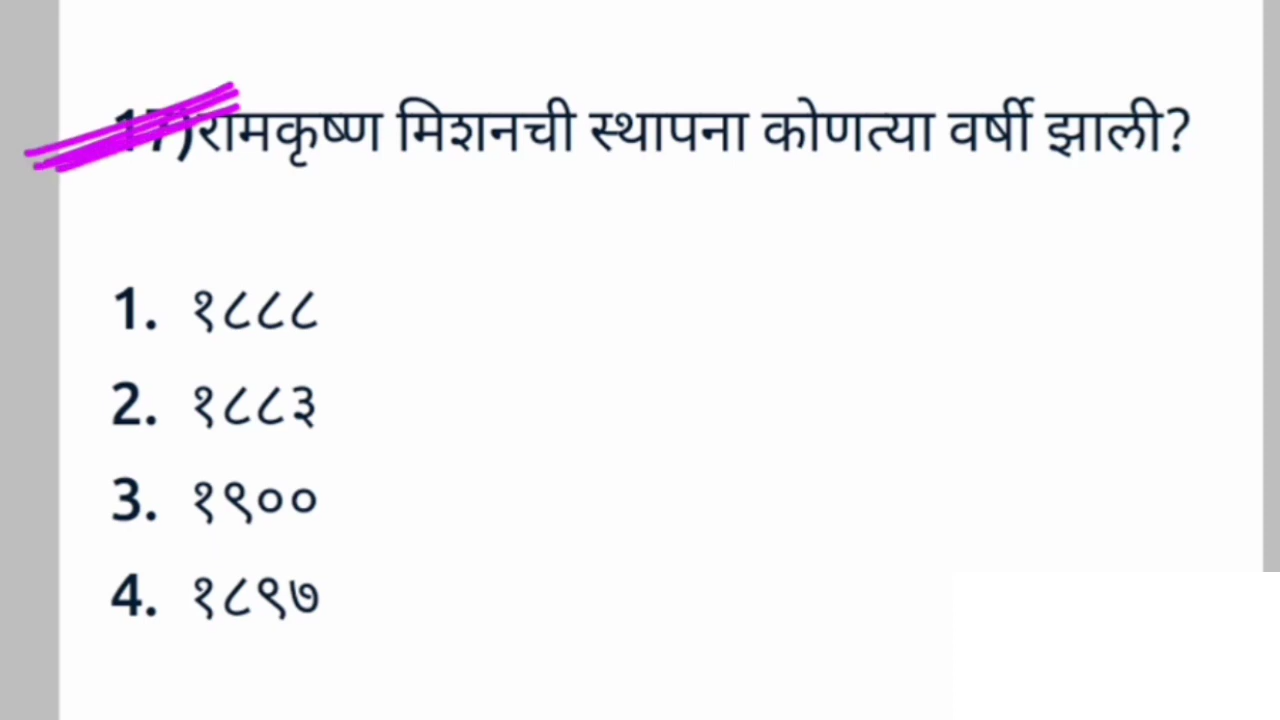 17)रामकृष्ण मिशनची स्थापना कोणत्या वर्षी झाली?
1. १८८८
2. १८८३
3. १९००
4. १८९७